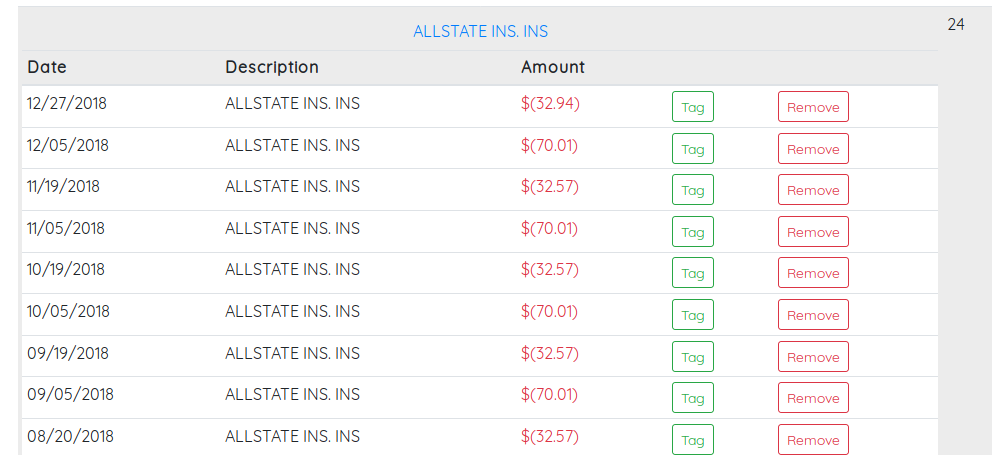 ALLSTATE INS. INS 24
Date Description Amount
12/27/2018 ALLSTATE INS. INS $(32.94) Tag Remove
12/05/2018 ALLSTATE INS. INS $(70.01) Tag Remove
11/19/2018 ALLSTATE INS. INS $(32.57) Tag Remove
11/05/2018 ALLSTATE INS. INS $(70.01) Tag Remove
10/19/2018 ALLSTATE INS. INS $(32.57) Tag Remove
10/05/2018 ALLSTATE INS. INS $(70.01) Tag Remove
09/19/2018 ALLSTATE INS. INS $(32.57) Tag Remove
09/05/2018 ALLSTATE INS. INS $(70.01) Tag Remove
08/20/2018 ALLSTATE INS. INS $(32.57) Tag Remove